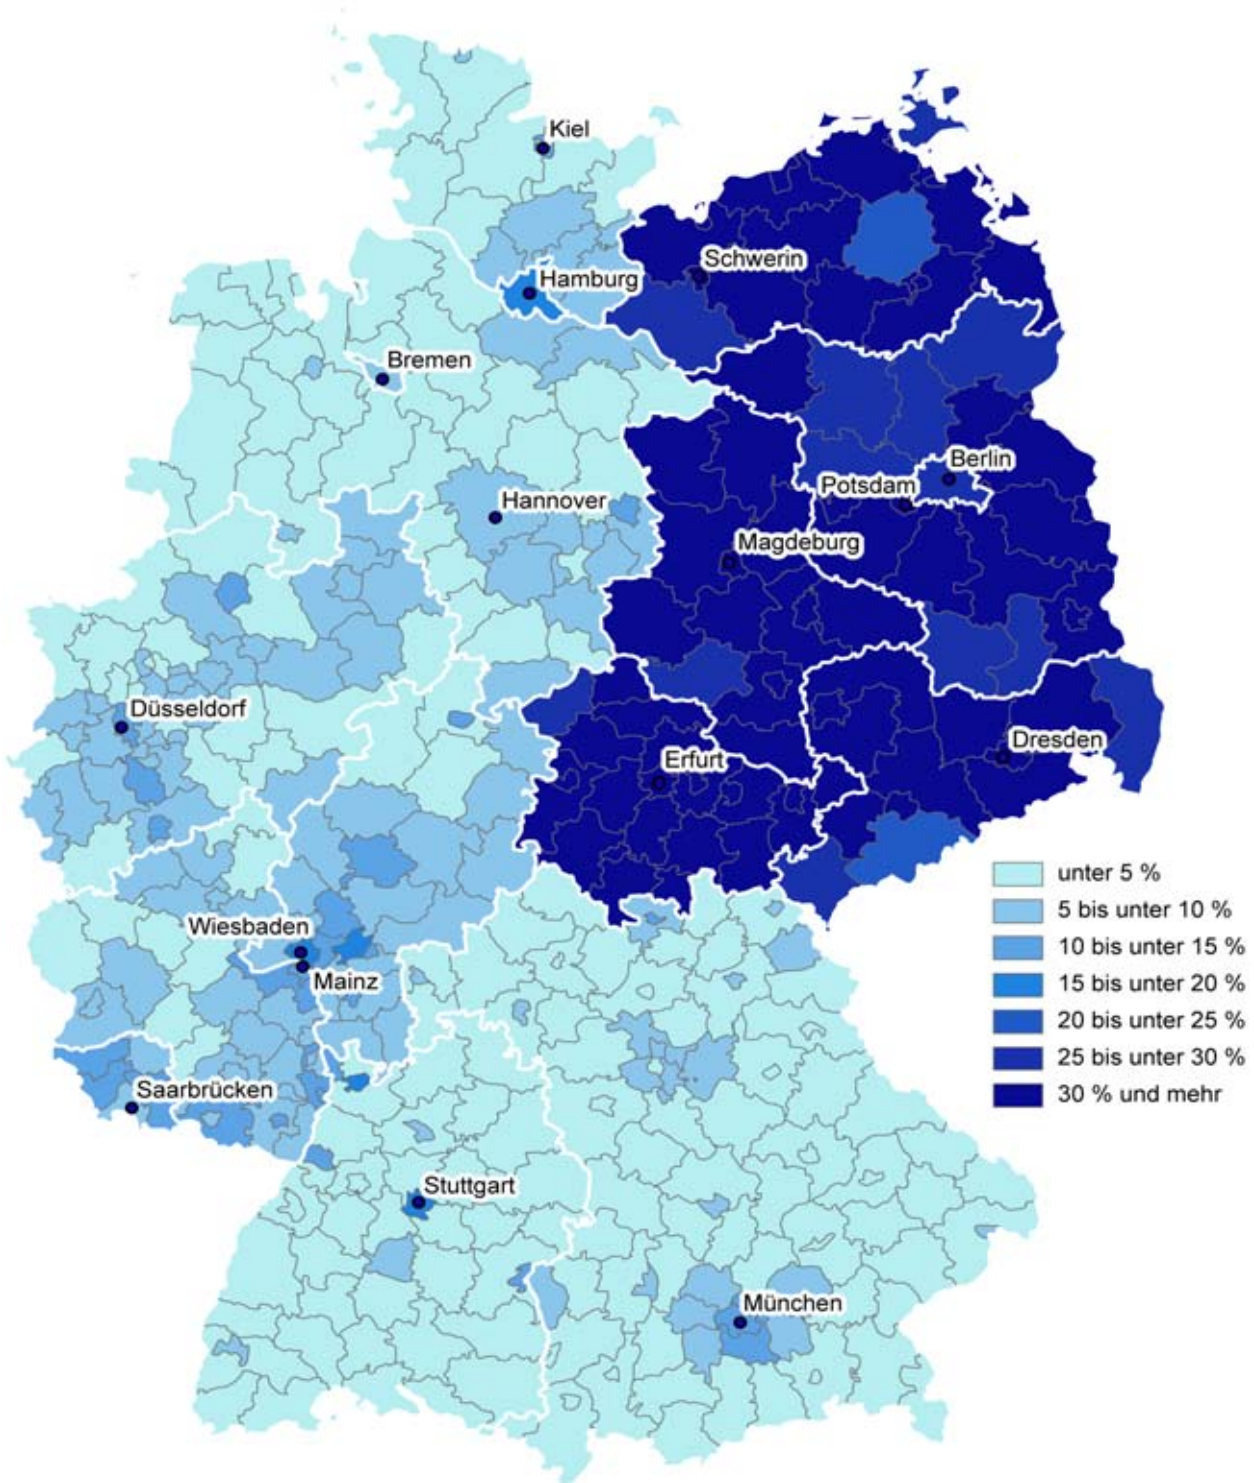 Kiel
Schwerin
Hamburg
Bremen
Berlin
Hannover
Potsdam
Magdeburg
Düsseldorf
Dresden
Erfurt
unter 5 %
5 bis unter 10 %
Wiesbaden
10 bis unter 15 %
Mainz
15 bis unter 20 %
20 bis unter 25 %
25 bis unter 30 %
Saarbrücken
30 % und mehr
Stuttgart
München